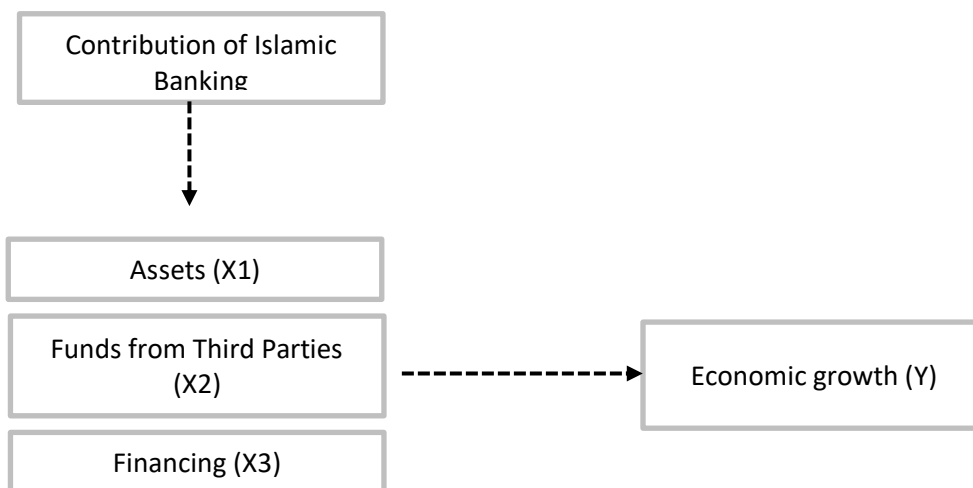 Contribution of Islamic
Banking
Assets (X1)
Funds from Third Parties
(X2)
Economic growth (Y)
Financing (X3)